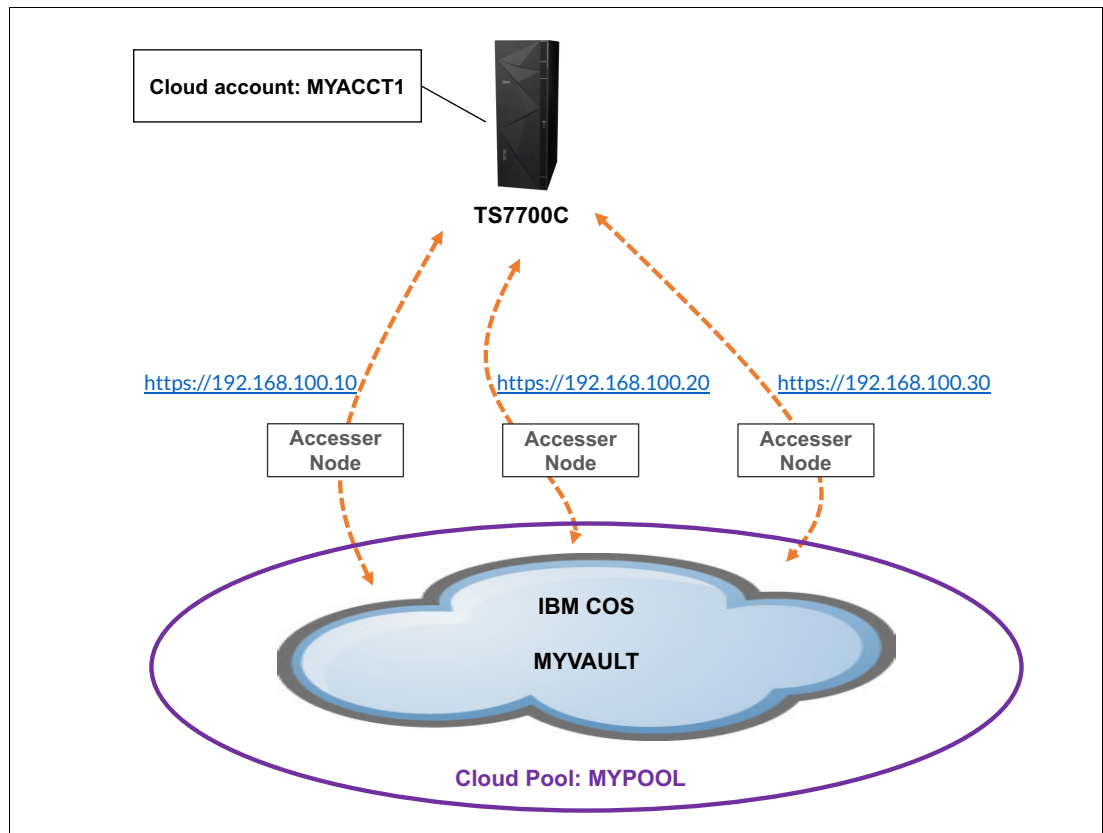 Cloud account: MYACCT1
TS7700C
https://192.168.100.10
https://192.168.100.20
https://192.168.100.30
Accesser
Node
Accesser
Node
Accesser
Node
IBM COS
MYVAULT
Cloud Pool: MYPOOL